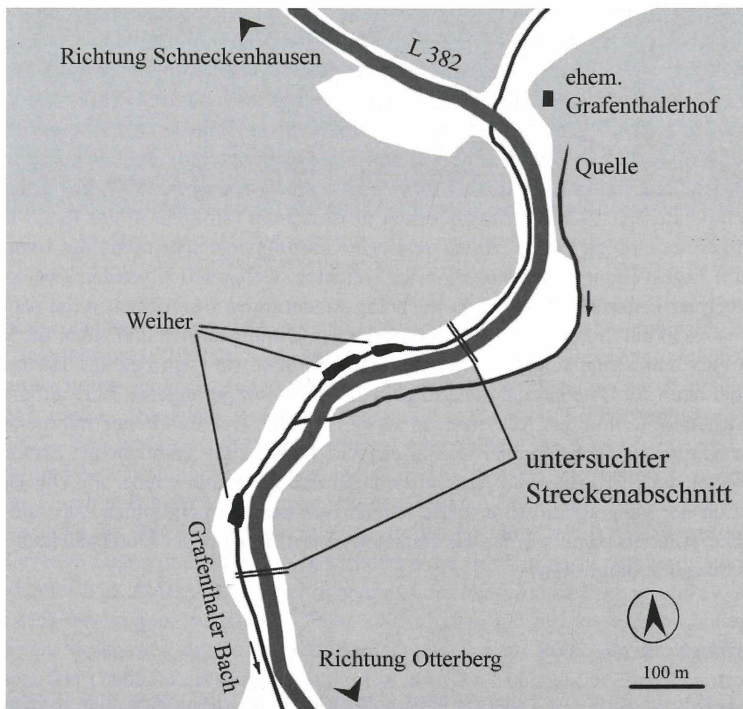 Richtung Schneckenhausen
L 382
ehem.
Grafenthalerhof
Quelle
Weiher
untersuchter
Streckenabschnitt
Grafenthaler Bach
Richtung Otterberg
100 m